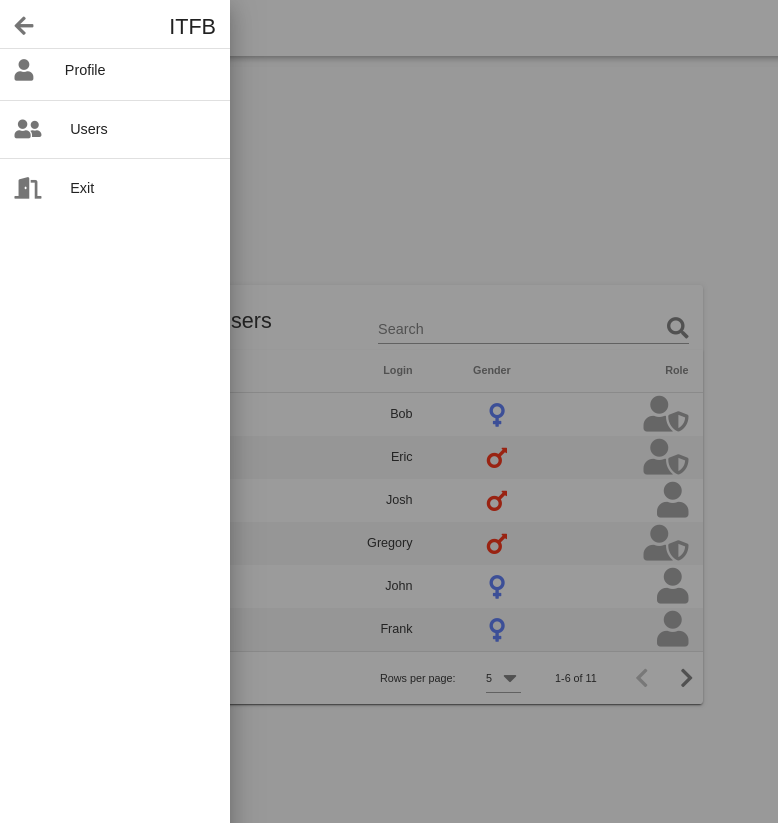 ITFB
Profile
Users
Exit
sers
Search
Login Gender Role
Bob
Eric
Josh
Gregory
John
Frank
Rows per page: 5 1-6 of 11